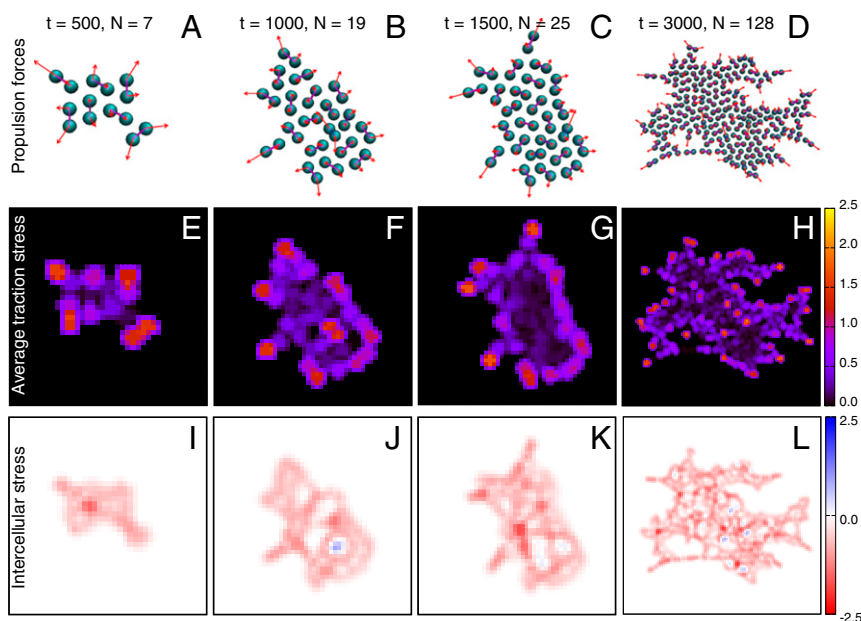 t = 500, N = 7
A
t = 1000, N = 19
B
t = 1500, N = 25
C
t = 3000, N = 128
D
Propulsion forces
E
F
G
H
Average traction stress
2.5
2.0
1.5
1.0
0.5
0.0
I
J
K
L
Intercellular stress
2.5
0.0
-2.5